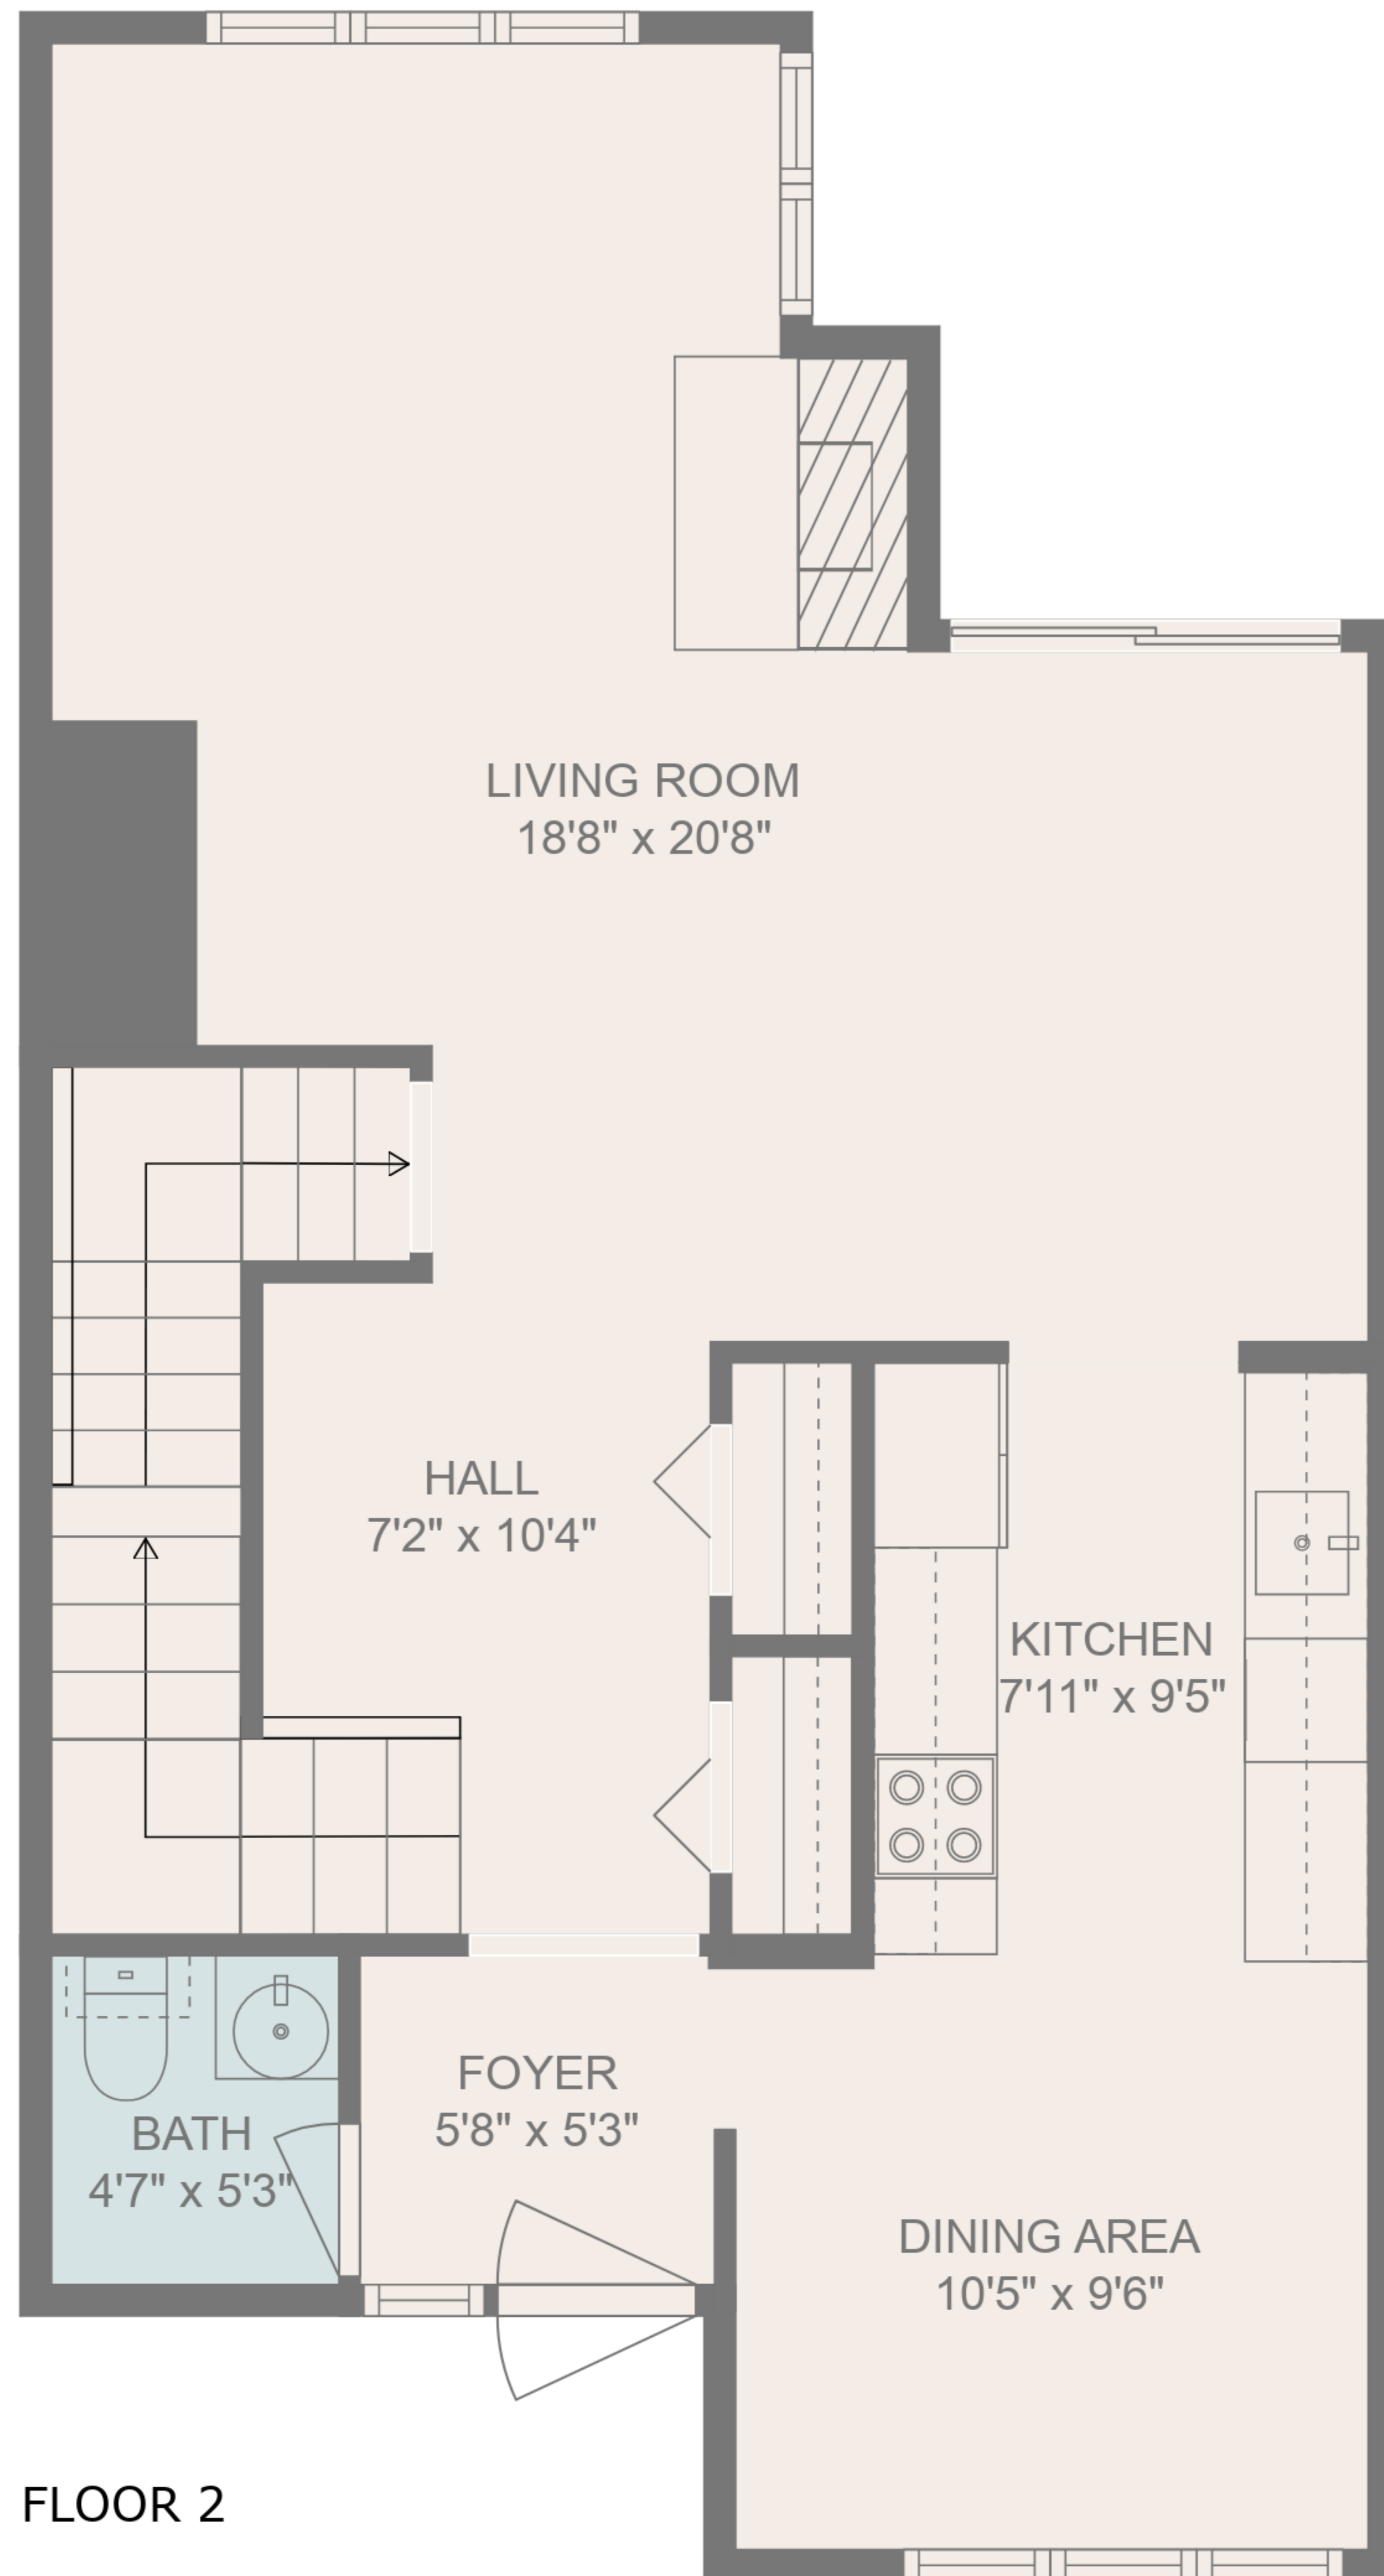 LIVING ROOM
18'8" x 20'8"
HALL
7'2" x 10'4"
KITCHEN
7'11" x 9'5"
FOYER
5'8" x 5'3"
BATH
4'7" x 5'3"
DINING AREA
10'5" x 9'6"
FLOOR 2